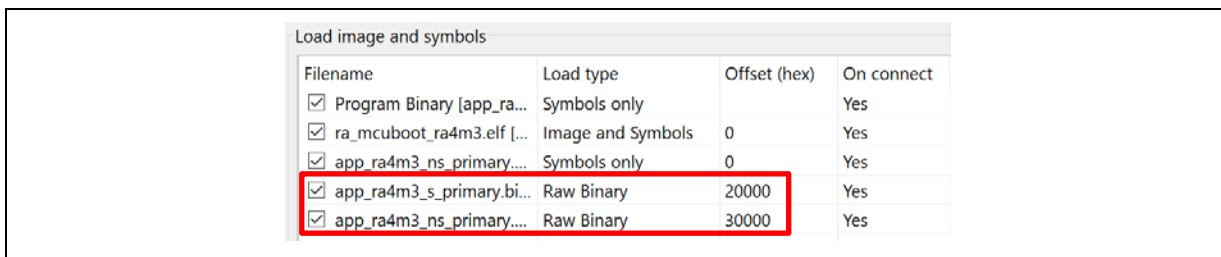 Load image and symbols
Filename Load type Offset (hex) On connect
Program Binary [app_ra... Symbols only Yes
ra_mcuboot_ra4m3.elf [... Image and Symbols 0 Yes
app_ra4m3_ns_primary.... Symbols only 0 Yes
app_ra4m3_s_primary.bi... Raw Binary 20000 Yes
app_ra4m3_ns_primary.... Raw Binary 30000 Yes